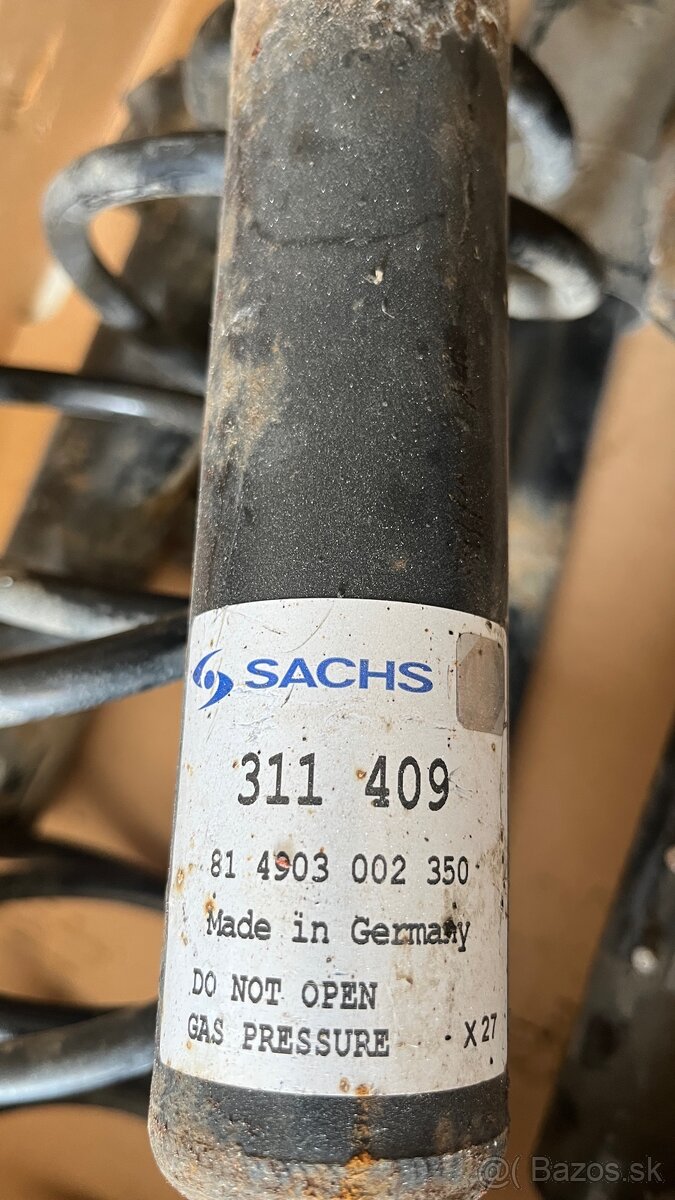 SACHS
311 409
81 4903 002 350
Made in Germany
DO NOT OPEN
GAS PRESSURE X27
@( Bazos.sk